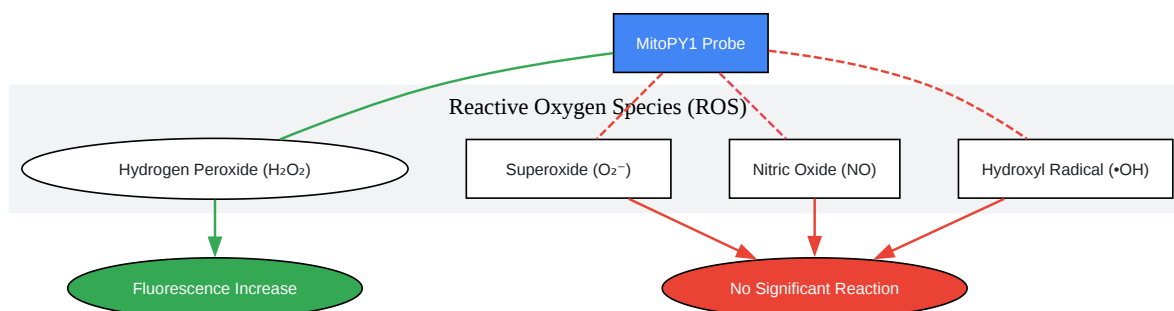 MitoPY1 Probe
Reactive Oxygen Species (ROS)
Hydrogen Peroxide (H₂O₂)
Superoxide (O₂⁻)
Nitric Oxide (NO)
Hydroxyl Radical (•OH)
Fluorescence Increase
No Significant Reaction